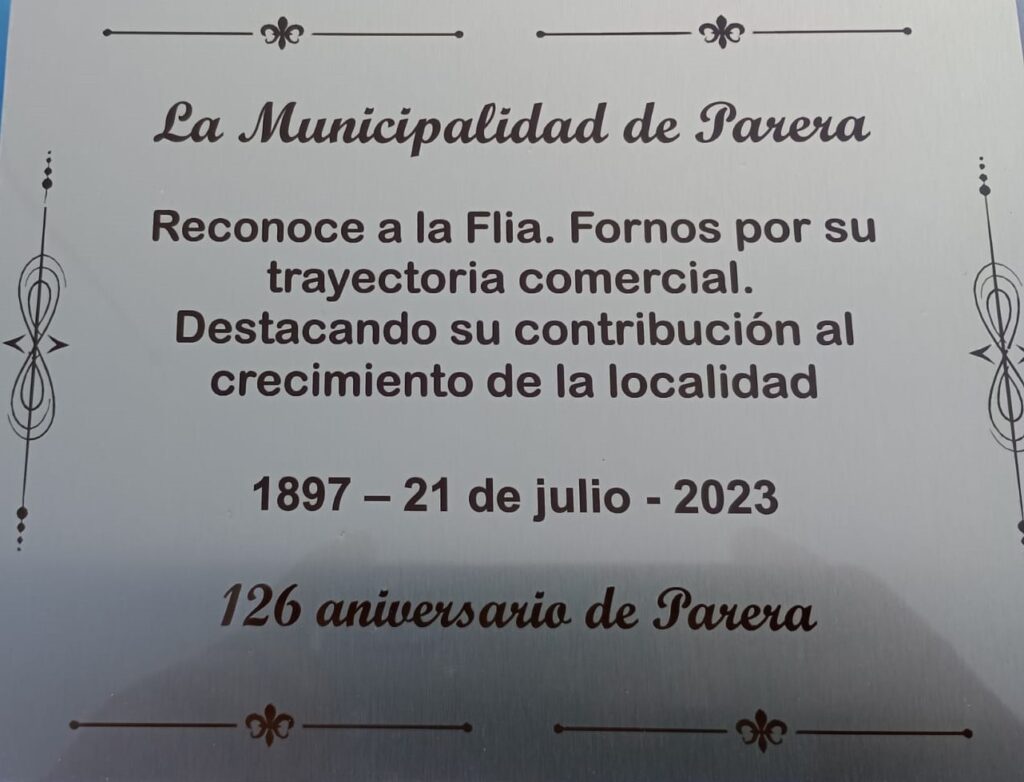 La Municipalidad de Parera
Reconoce a la Flia. Fornos por su
trayectoria comercial.
Destacando su contribución al
crecimiento de la localidad
1897 – 21 de julio - 2023
126 aniversario de Parera